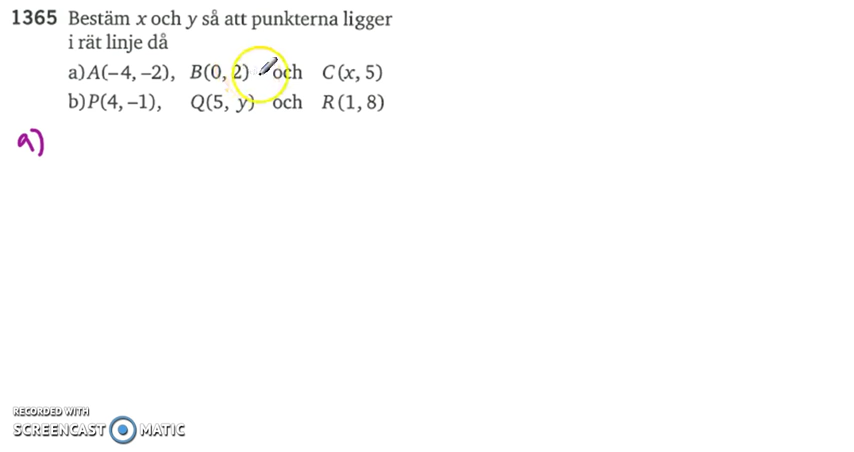 1365 Bestäm x och y så att punkterna ligger
i rät linje då
a) A(−4, −2), B(0, 2) och C(x, 5)
b) P(4, −1), Q(5, y) och R(1, 8)
a)
RECORDED WITH
SCREENCAST MATIC